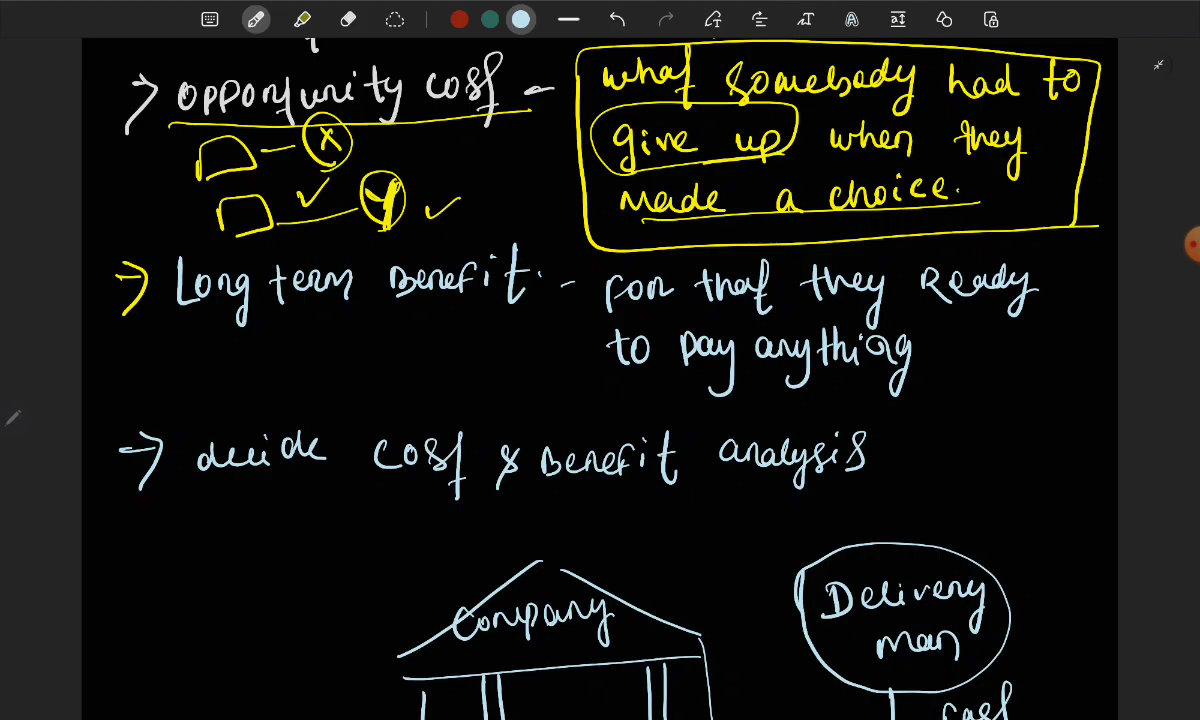 → opportunity cost - what somebody had to
give up when they
made a choice.
X
Y
→ Long term Benefit. - for that they Ready
to pay anything
→ decide cost & Benefit analysis
Company
Delivery
man
cash